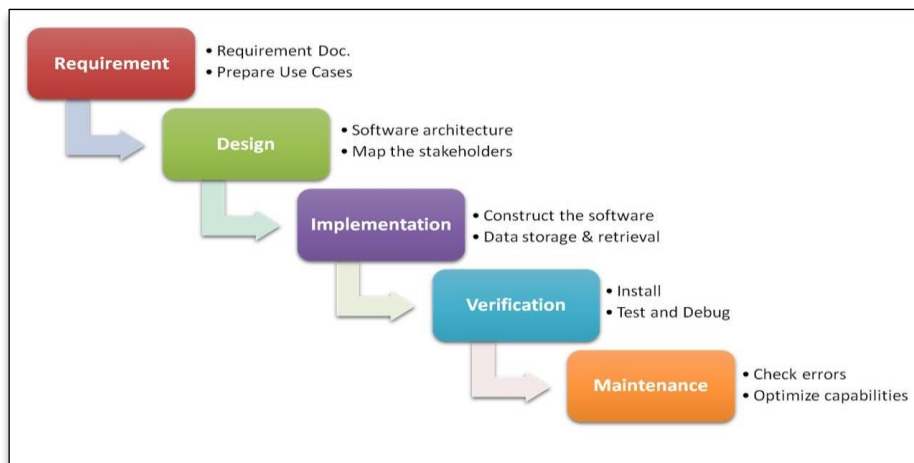 Requirement
• Requirement Doc.
• Prepare Use Cases
Design
• Software architecture
• Map the stakeholders
Implementation
• Construct the software
• Data storage & retrieval
Verification
• Install
• Test and Debug
Maintenance
• Check errors
• Optimize capabilities